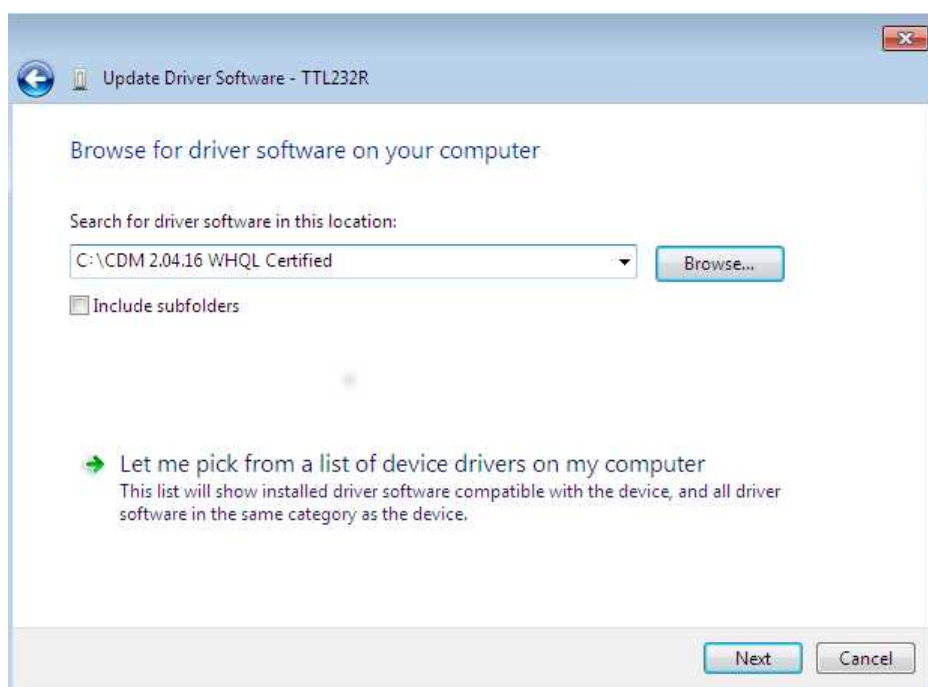 Update Driver Software - TTL232R
Browse for driver software on your computer
Search for driver software in this location:
C:\CDM 2.04.16 WHQL Certified
Browse...
Include subfolders
Let me pick from a list of device drivers on my computer
This list will show installed driver software compatible with the device, and all driver
software in the same category as the device.
Next
Cancel